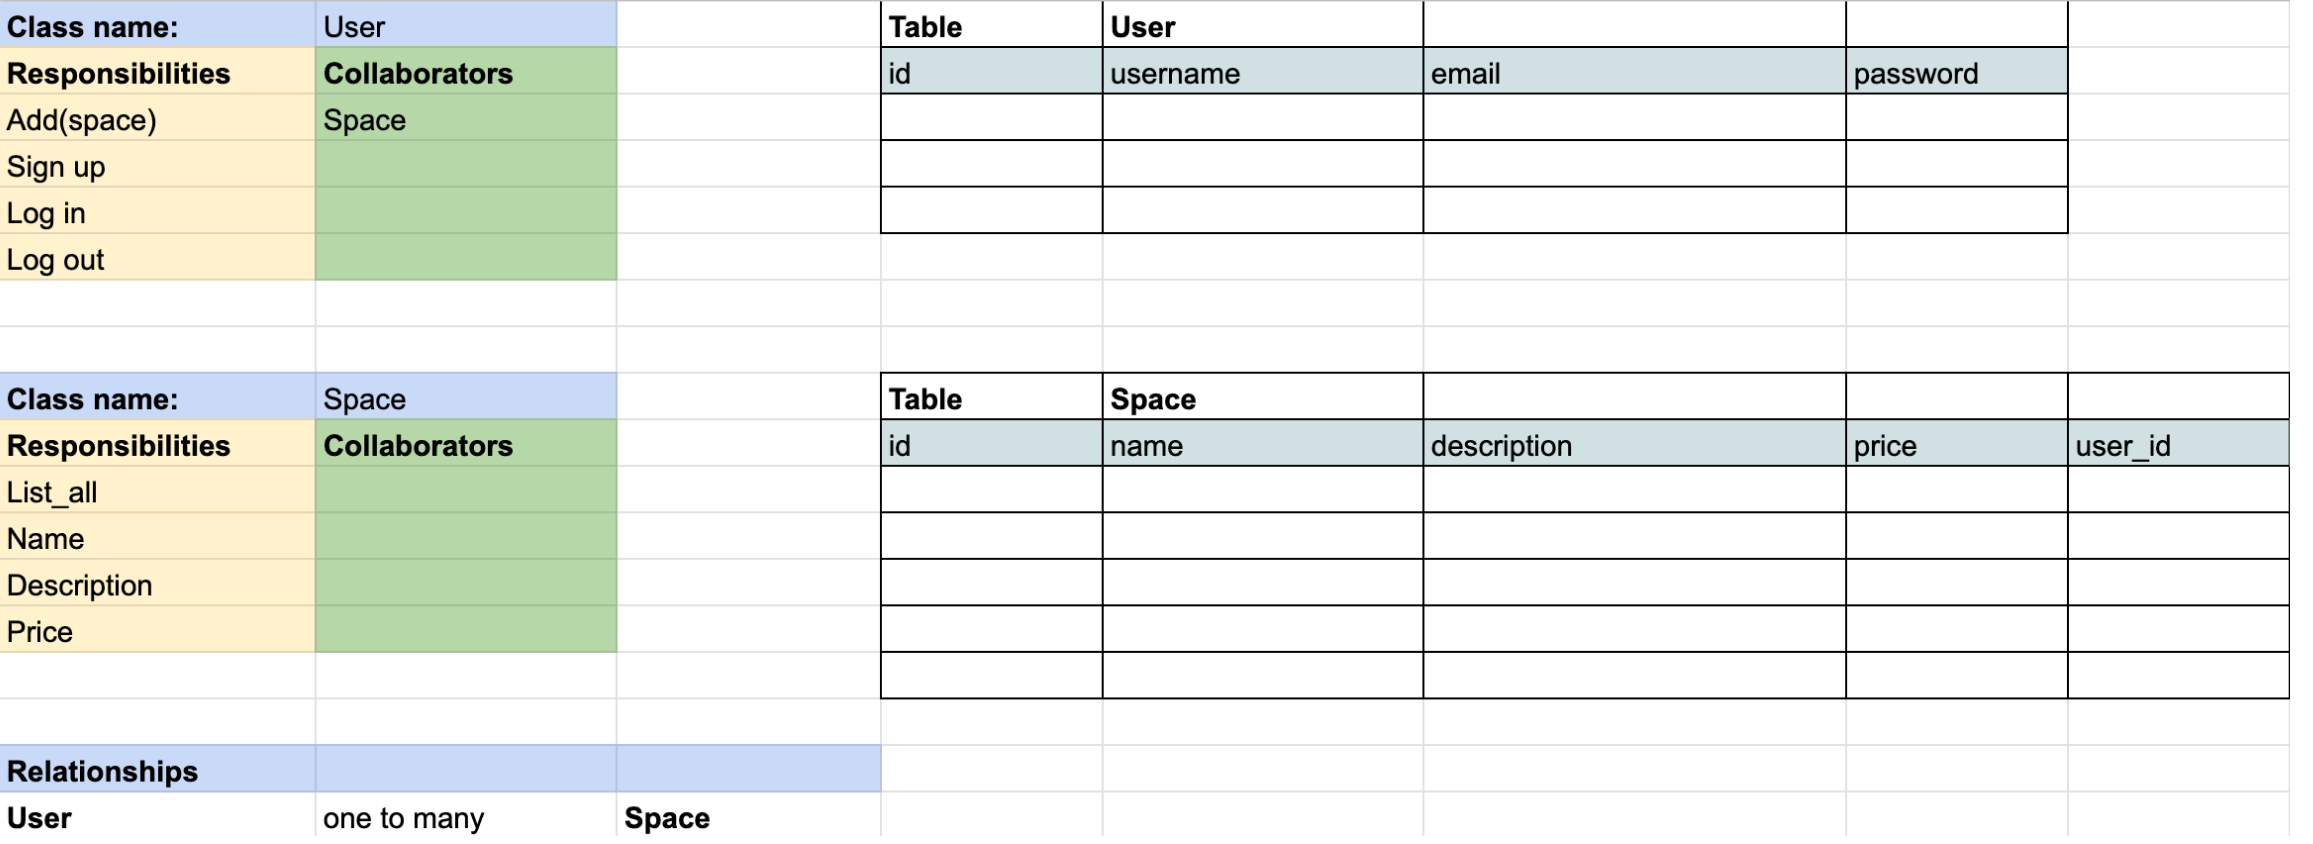 Class name: User Table User
Responsibilities Collaborators id username email password
Add(space) Space
Sign up
Log in
Log out
Class name: Space Table Space
Responsibilities Collaborators id name description price user_id
List_all
Name
Description
Price
Relationships
User one to many Space